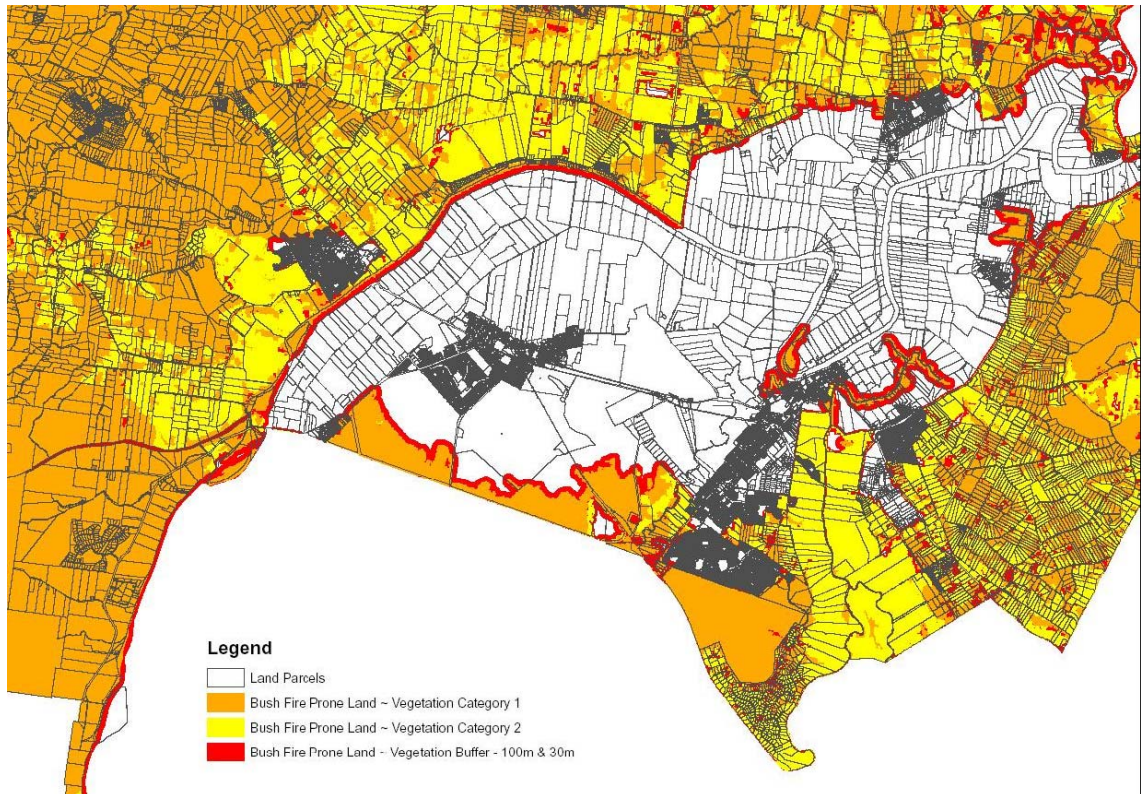 Legend
Land Parcels
Bush Fire Prone Land ~ Vegetation Category 1
Bush Fire Prone Land ~ Vegetation Category 2
Bush Fire Prone Land - Vegetation Buffer - 100m & 30m